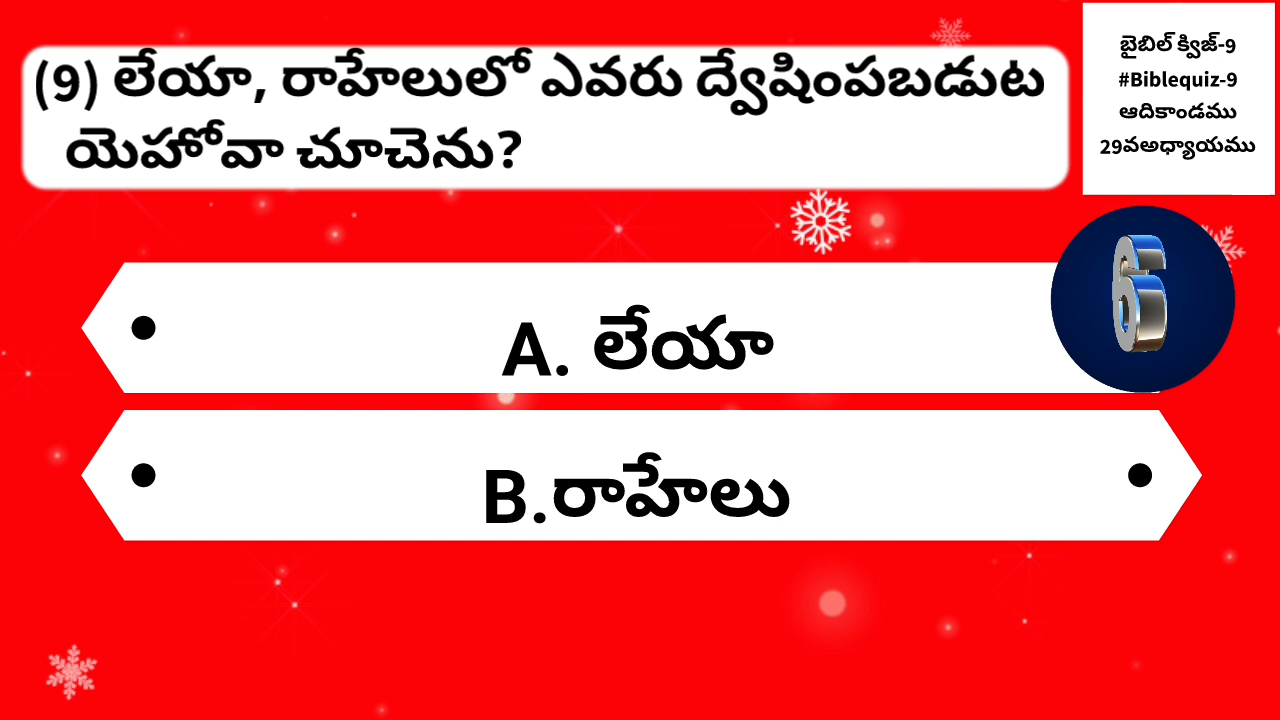 (9) లేయా, రాహేలులో ఎవరు ద్వేషింపబడుట
యెహోవా చూచెను?
బైబిల్ క్విజ్-9
#Biblequiz-9
ఆదికాండము
29వఅధ్యాయము
6
A. లేయా
B.రాహేలు